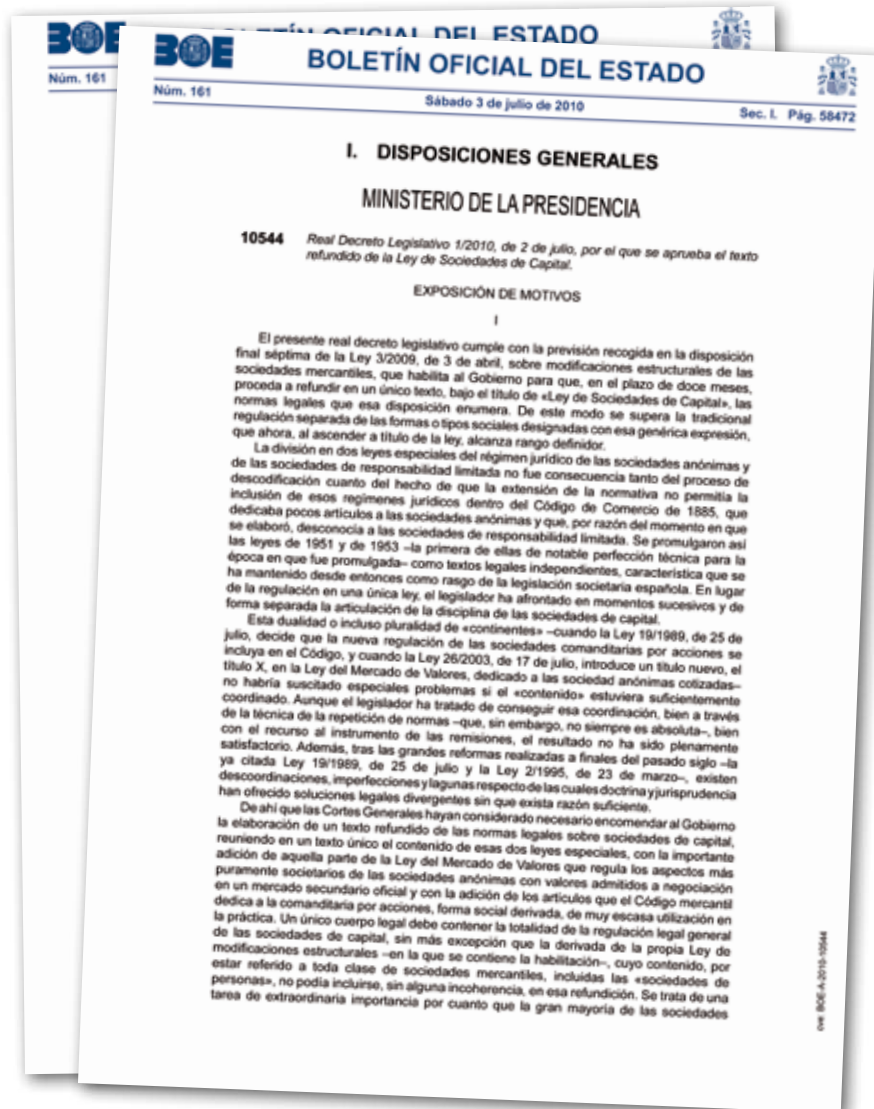 BOE
BOLETÍN OFICIAL DEL ESTADO
Núm. 161
BOE
BOLETÍN OFICIAL DEL ESTADO
Núm. 161
Sábado 3 de julio de 2010
Sec. I. Pág. 58472
I. DISPOSICIONES GENERALES
MINISTERIO DE LA PRESIDENCIA
10544 Real Decreto Legislativo 1/2010, de 2 de julio, por el que se aprueba el texto
refundido de la Ley de Sociedades de Capital.
EXPOSICIÓN DE MOTIVOS
I
El presente real decreto legislativo cumple con la previsión recogida en la disposición
final séptima de la Ley 3/2009, de 3 de abril, sobre modificaciones estructurales de las
sociedades mercantiles, que habilita al Gobierno para que, en el plazo de doce meses,
proceda a refundir en un único texto, bajo el título de «Ley de Sociedades de Capital», las
normas legales que esa disposición enumera. De este modo se supera la tradicional
regulación separada de las formas o tipos sociales designadas con esa genérica expresión,
que ahora, al ascender a título de la ley, alcanza rango definidor.
La división en dos leyes especiales del régimen jurídico de las sociedades anónimas y
de las sociedades de responsabilidad limitada no fue consecuencia tanto del proceso de
descodificación cuanto del hecho de que la extensión de la normativa no permitía la
inclusión de esos regímenes jurídicos dentro del Código de Comercio de 1885, que
dedicaba pocos artículos a las sociedades anónimas y que, por razón del momento en que
se elaboró, desconocía a las sociedades de responsabilidad limitada. Se promulgaron así
las leyes de 1951 y de 1953 –la primera de ellas de notable perfección técnica para la
época en que fue promulgada– como textos legales independientes, característica que se
ha mantenido desde entonces como rasgo de la legislación societaria española. En lugar
de la regulación en una única ley, el legislador ha afrontado en momentos sucesivos y de
forma separada la articulación de la disciplina de las sociedades de capital.
Esta dualidad o incluso pluralidad de «continentes» –cuando la Ley 19/1989, de 25 de
julio, decide que la nueva regulación de las sociedades comanditarias por acciones se
incluya en el Código, y cuando la Ley 26/2003, de 17 de julio, introduce un título nuevo, el
título X, en la Ley del Mercado de Valores, dedicado a las sociedad anónimas cotizadas–
no habría suscitado especiales problemas si el «contenido» estuviera suficientemente
coordinado. Aunque el legislador ha tratado de conseguir esa coordinación, bien a través
de la técnica de la repetición de normas –que, sin embargo, no siempre es absoluta–, bien
con el recurso al instrumento de las remisiones, el resultado no ha sido plenamente
satisfactorio. Además, tras las grandes reformas realizadas a finales del pasado siglo –la
ya citada Ley 19/1989, de 25 de julio y la Ley 2/1995, de 23 de marzo–, existen
descoordinaciones, imperfecciones y lagunas respecto de las cuales doctrina y jurisprudencia
han ofrecido soluciones legales divergentes sin que exista razón suficiente.
De ahí que las Cortes Generales hayan considerado necesario encomendar al Gobierno
la elaboración de un texto refundido de las normas legales sobre sociedades de capital,
reuniendo en un texto único el contenido de esas dos leyes especiales, con la importante
adición de aquella parte de la Ley del Mercado de Valores que regula los aspectos más
puramente societarios de las sociedades anónimas con valores admitidos a negociación
en un mercado secundario oficial y con la adición de los artículos que el Código mercantil
dedica a la comanditaria por acciones, forma social derivada, de muy escasa utilización en
la práctica. Un único cuerpo legal debe contener la totalidad de la regulación legal general
de las sociedades de capital, sin más excepción que la derivada de la propia Ley de
modificaciones estructurales –en la que se contiene la habilitación–, cuyo contenido, por
estar referido a toda clase de sociedades mercantiles, incluidas las «sociedades de
personas», no podía incluirse, sin alguna incoherencia, en esa refundición. Se trata de una
tarea de extraordinaria importancia por cuanto que la gran mayoría de las sociedades
cve: BOE-A-2010-10544